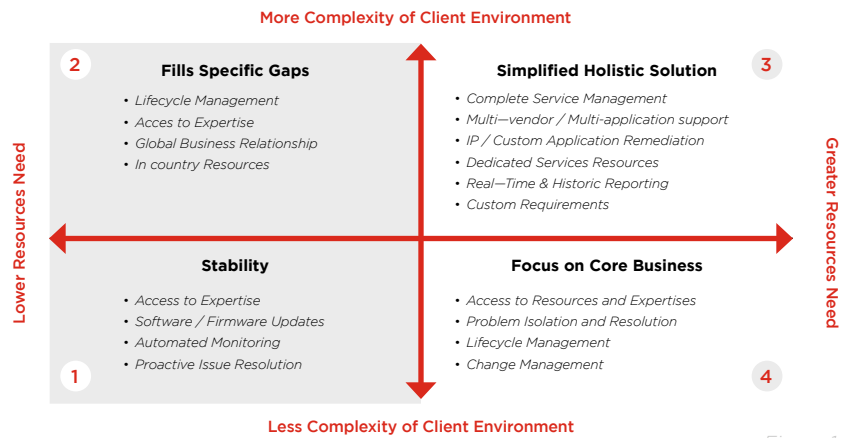 More Complexity of Client Environment
2
Fills Specific Gaps
• Lifecycle Management
• Acces to Expertise
• Global Business Relationship
• In country Resources
Simplified Holistic Solution
3
• Complete Service Management
• Multi—vendor / Multi-application support
• IP / Custom Application Remediation
• Dedicated Services Resources
• Real—Time & Historic Reporting
• Custom Requirements
Lower Resources Need
Greater Resources Need
Stability
• Access to Expertise
• Software / Firmware Updates
• Automated Monitoring
• Proactive Issue Resolution
1
Focus on Core Business
• Access to Resources and Expertises
• Problem Isolation and Resolution
• Lifecycle Management
• Change Management
4
Less Complexity of Client Environment